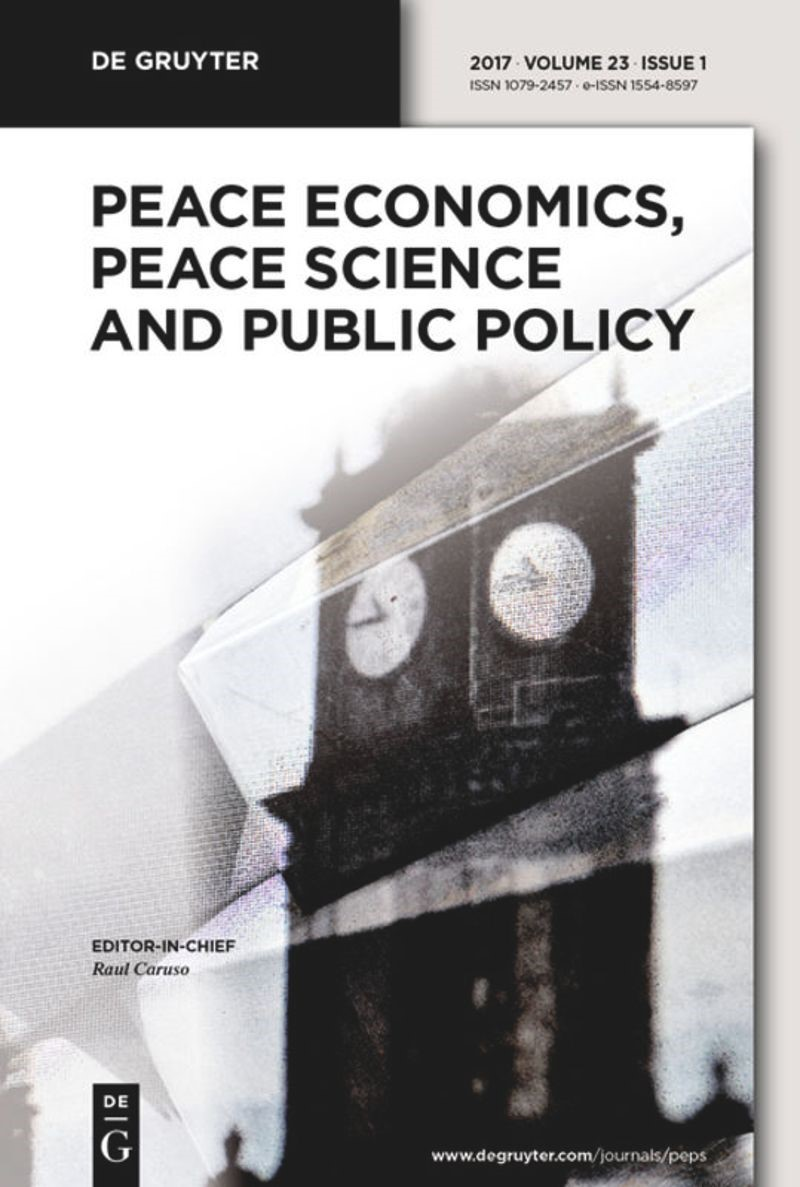 DE GRUYTER
2017 · VOLUME 23 · ISSUE 1
ISSN 1079-2457 · e-ISSN 1554-8597
PEACE ECONOMICS,
PEACE SCIENCE
AND PUBLIC POLICY
EDITOR-IN-CHIEF
Raul Caruso
DE
G
www.degruyter.com/journals/peps